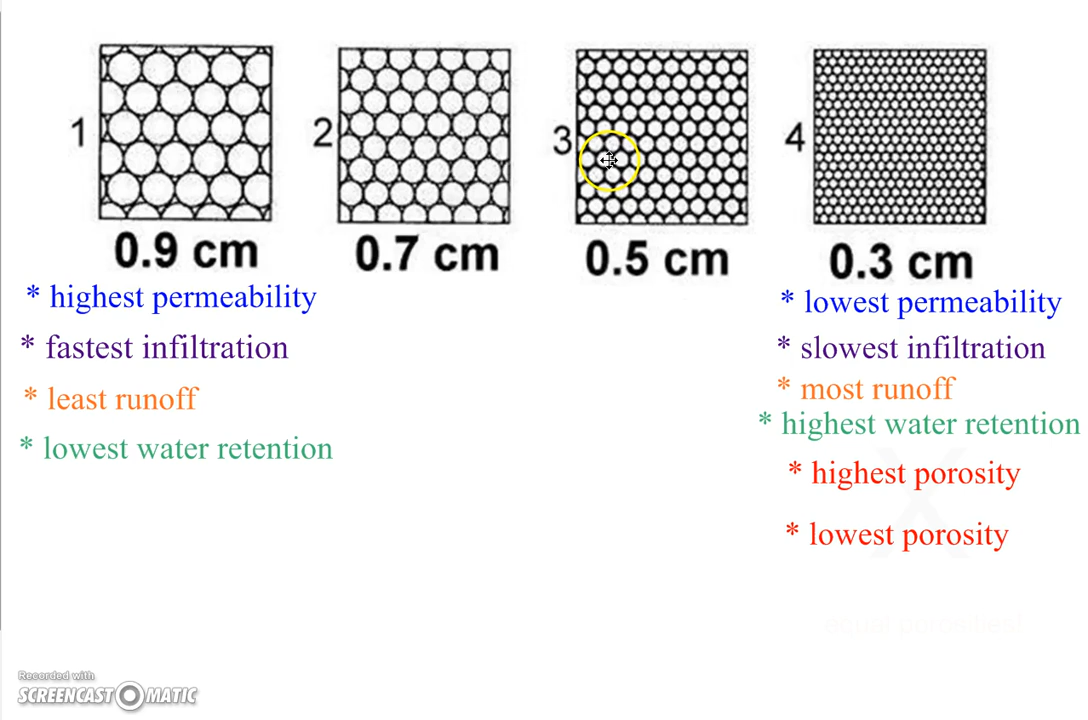 1
2
3
4
0.9 cm
0.7 cm
0.5 cm
0.3 cm
* highest permeability
* fastest infiltration
* least runoff
* lowest water retention
* lowest permeability
* slowest infiltration
* most runoff
* highest water retention
* highest porosity
* lowest porosity
Recorded with
SCREENCAST MATIC